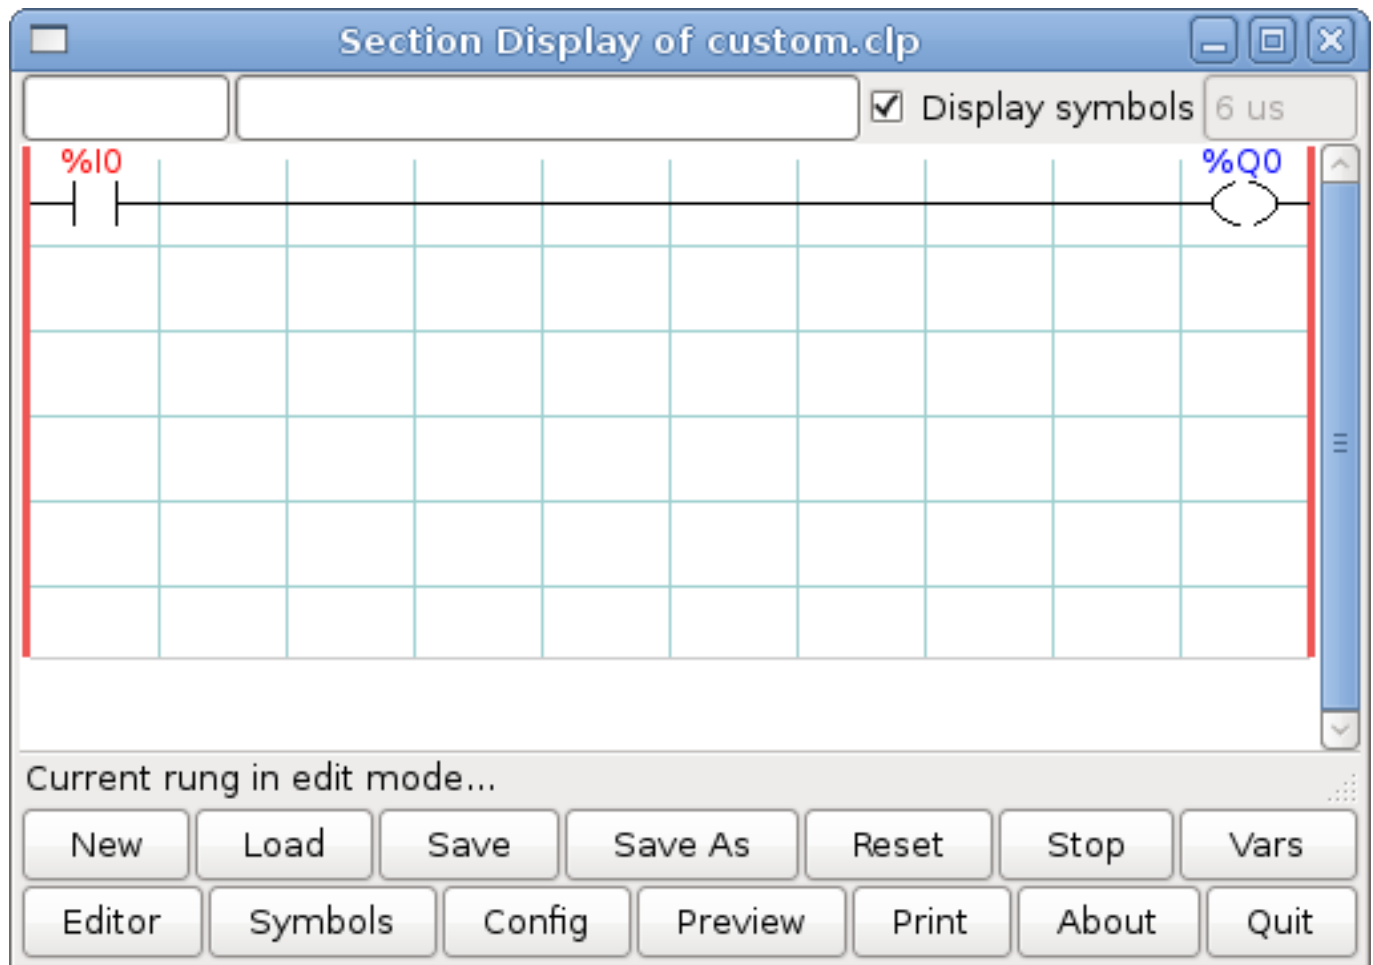 Section Display of custom.clp
Display symbols 6 us
%I0 %Q0
Current rung in edit mode...
New Load Save Save As Reset Stop Vars
Editor Symbols Config Preview Print About Quit